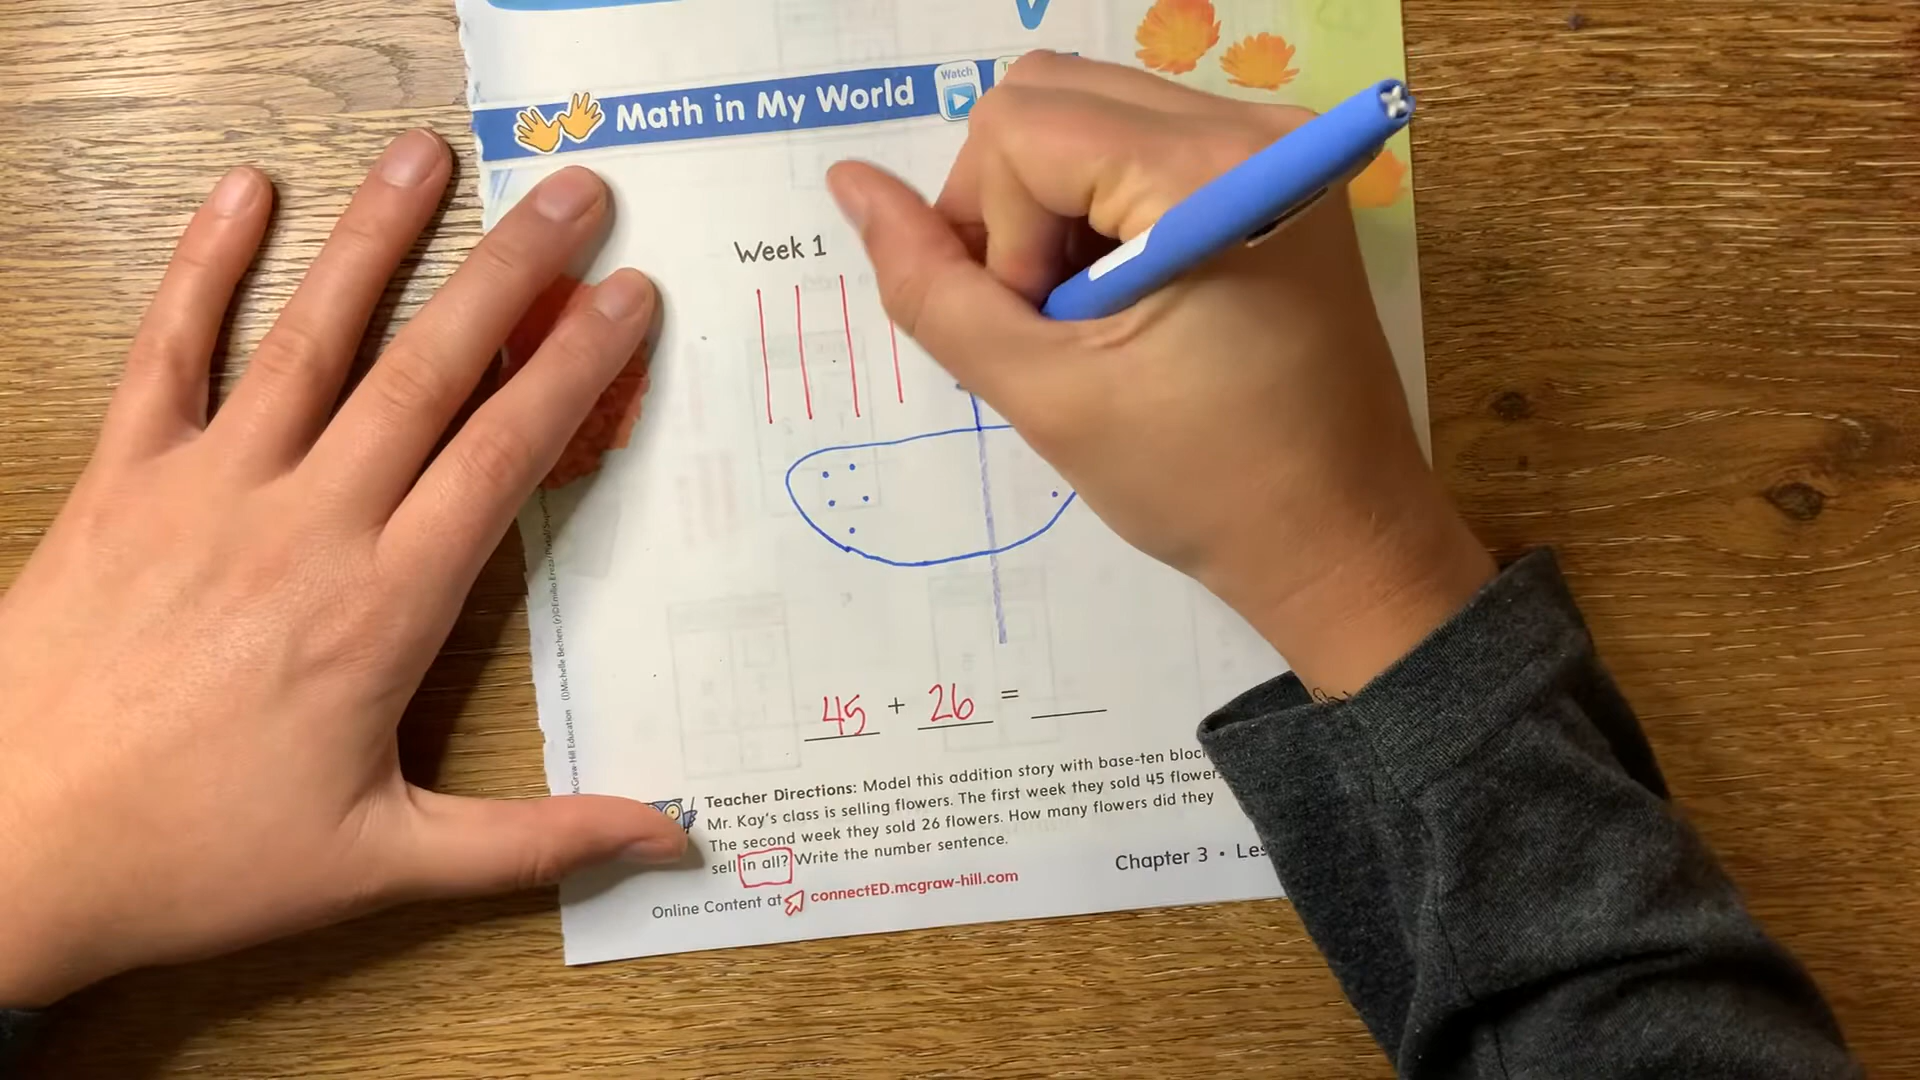 Math in My World
Watch
Week 1
45 + 26 =
Teacher Directions: Model this addition story with base-ten
Mr. Kay's class is selling flowers. The first week they sold 45
The second week they sold 26 flowers. How many flowers did they
sell in all? Write the number sentence.
Chapter 3 •
Online Content at connectED.mcgraw-hill.com
McGraw-Hill Education